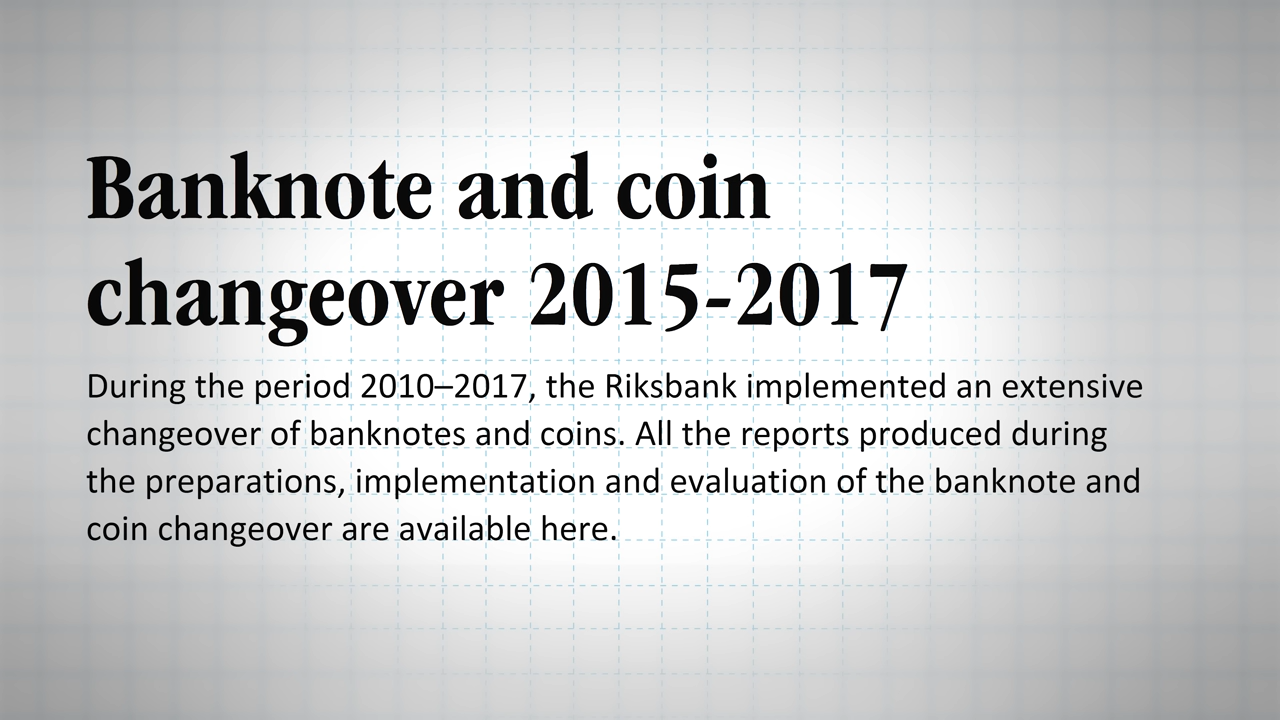 Banknote and coin
changeover 2015-2017
During the period 2010–2017, the Riksbank implemented an extensive
changeover of banknotes and coins. All the reports produced during
the preparations, implementation and evaluation of the banknote and
coin changeover are available here.